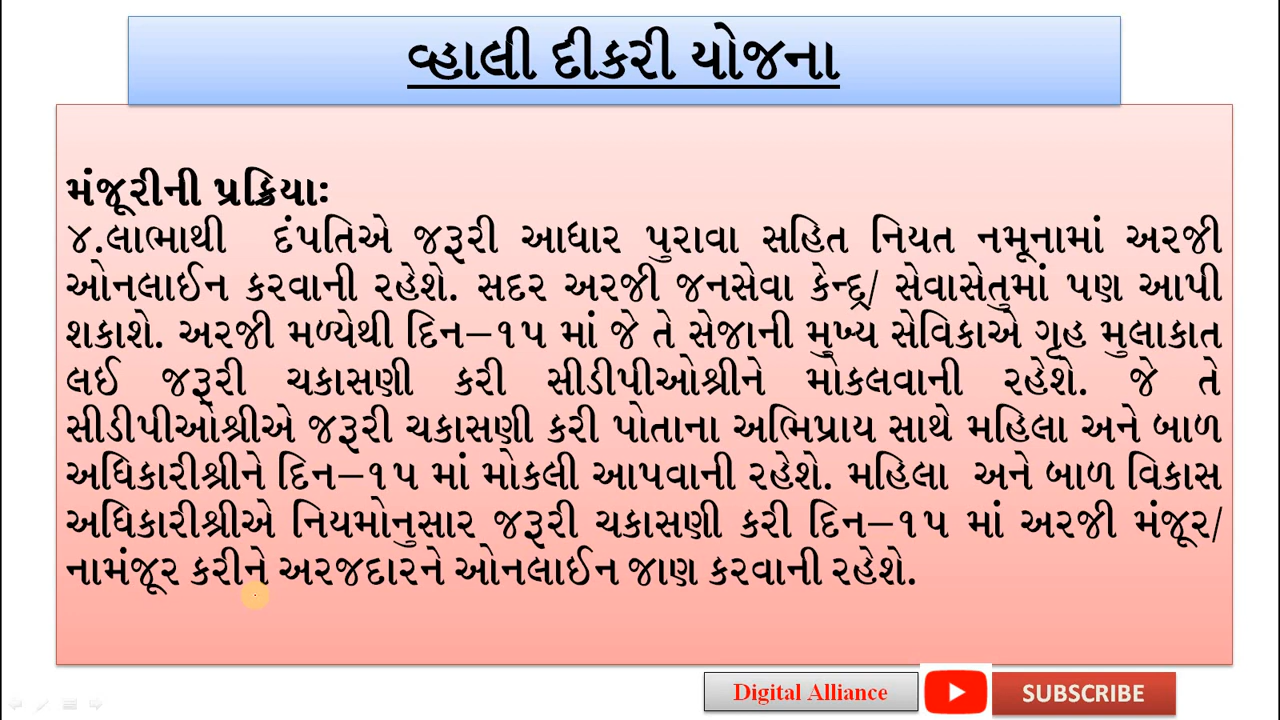 વ્હાલી દીકરી યોજના
મંજૂરીની પ્રક્રિયાઃ
૪.લાભાથી દંપતિએ જરૂરી આધાર પુરાવા સહિત નિયત નમૂનામાં અરજી
ઓનલાઈન કરવાની રહેશે. સદર અરજી જનસેવા કેન્દ્ર/ સેવાસેતુમાં પણ આપી
શકાશે. અરજી મળ્યેથી દિન–૧૫ માં જે તે સેજાની મુખ્ય સેવિકાએ ગૃહ મુલાકાત
લઈ જરૂરી ચકાસણી કરી સીડીપીઓશ્રીને મોકલવાની રહેશે. જે તે
સીડીપીઓશ્રીએ જરૂરી ચકાસણી કરી પોતાના અભિપ્રાય સાથે મહિલા અને બાળ
અધિકારીશ્રીને દિન–૧૫ માં મોકલી આપવાની રહેશે. મહિલા અને બાળ વિકાસ
અધિકારીશ્રીએ નિયમોનુસાર જરૂરી ચકાસણી કરી દિન–૧૫ માં અરજી મંજૂર/
નામંજૂર કરીને અરજદારને ઓનલાઈન જાણ કરવાની રહેશે.
Digital Alliance
SUBSCRIBE